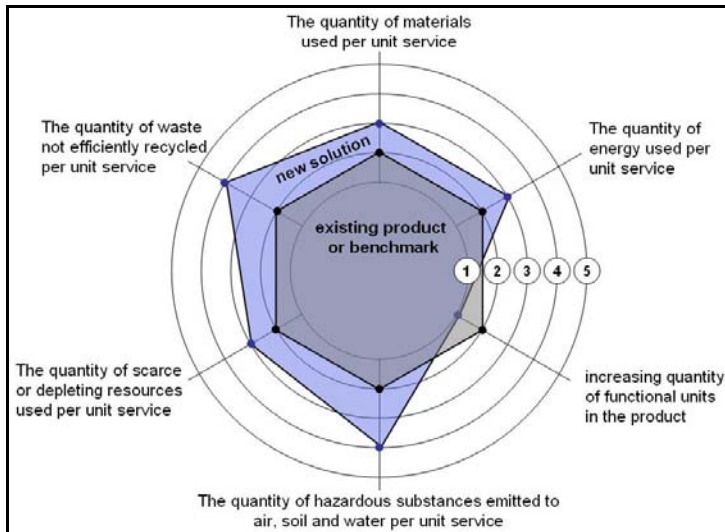 The quantity of materials
used per unit service
The quantity of waste
not efficiently recycled
per unit service
The quantity of
energy used per
unit service
new solution
existing product
or benchmark
1 2 3 4 5
The quantity of scarce
or depleting resources
used per unit service
increasing quantity
of functional units
in the product
The quantity of hazardous substances emitted to
air, soil and water per unit service